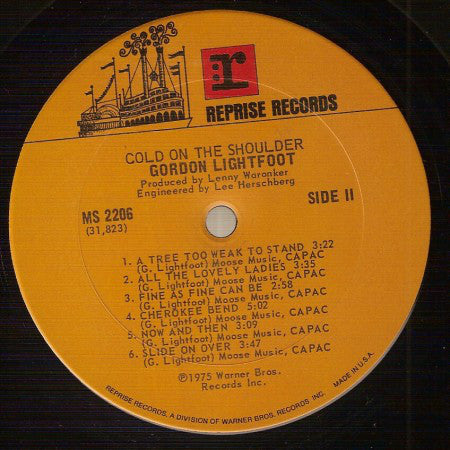 r
REPRISE RECORDS
COLD ON THE SHOULDER
GORDON LIGHTFOOT
Produced by Lenny Waronker
Engineered by Lee Herschberg
MS 2206
(31,823)
SIDE II
1. A TREE TOO WEAK TO STAND 3:22
(G. Lightfoot) Moose Music, CAPAC
2. ALL THE LOVELY LADIES 3:35
(G. Lightfoot) Moose Music, CAPAC
3. FINE AS FINE CAN BE 2:58
(G. Lightfoot) Moose Music, CAPAC
4. CHEROKEE BEND 5:02
(G. Lightfoot) Moose Music, CAPAC
5. NOW AND THEN 3:09
(G. Lightfoot) Moose Music, CAPAC
6. SLIDE ON OVER 3:47
(G. Lightfoot) Moose Music, CAPAC
Ⓟ1975 Warner Bros.
Records Inc.
REPRISE RECORDS, A DIVISION OF WARNER BROS. RECORDS INC. MADE IN U.S.A.